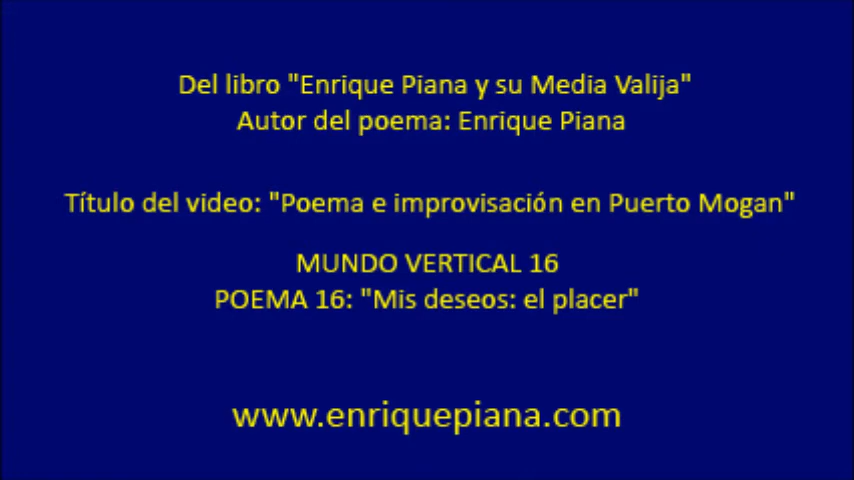 Del libro "Enrique Piana y su Media Valija"
Autor del poema: Enrique Piana
Título del video: "Poema e improvisación en Puerto Mogan"
MUNDO VERTICAL 16
POEMA 16: "Mis deseos: el placer"
www.enriquepiana.com